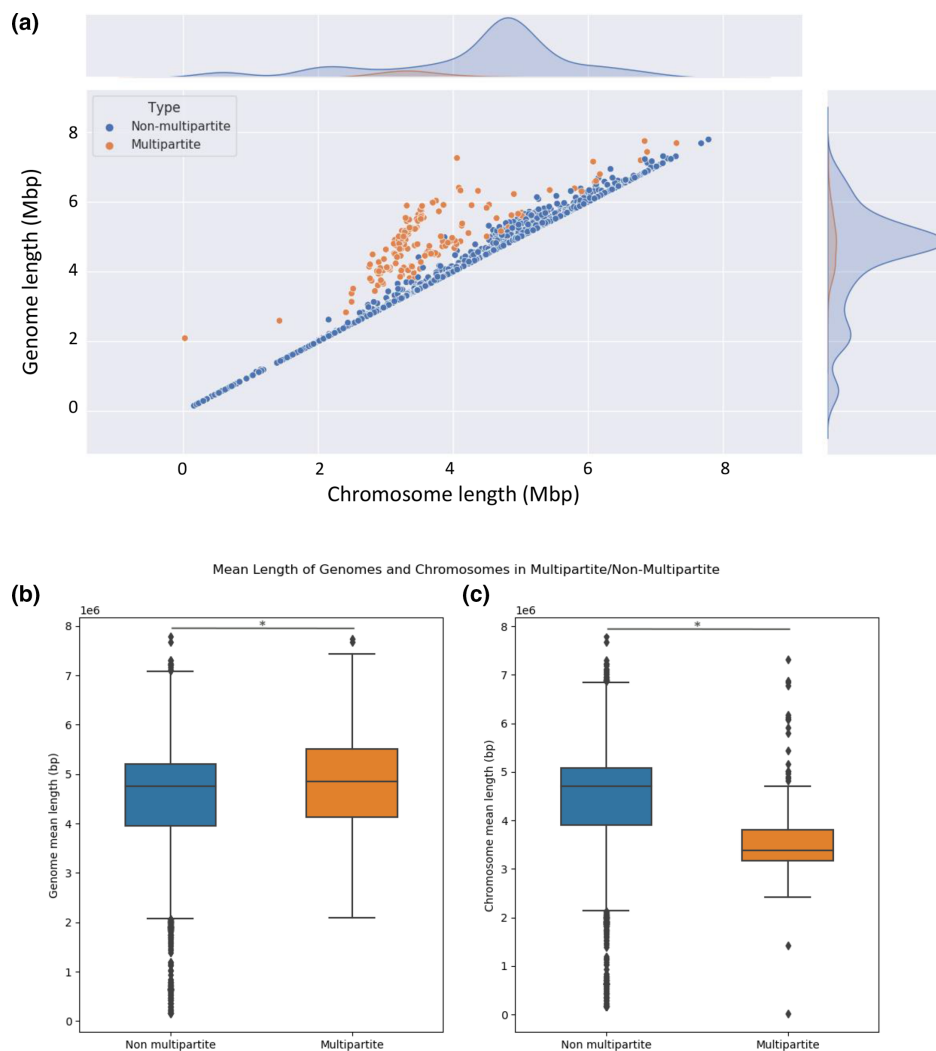 (a)
Type
Non-multipartite
Multipartite
8
6
4
2
0
Genome length (Mbp)
0 2 4 6 8
Chromosome length (Mbp)
Mean Length of Genomes and Chromosomes in Multipartite/Non-Multipartite
(b)
1e6
*
8
7
6
5
4
3
2
1
0
Genome mean length (bp)
Non multipartite Multipartite
(c)
1e6
*
8
7
6
5
4
3
2
1
0
Chromosome mean length (bp)
Non multipartite Multipartite